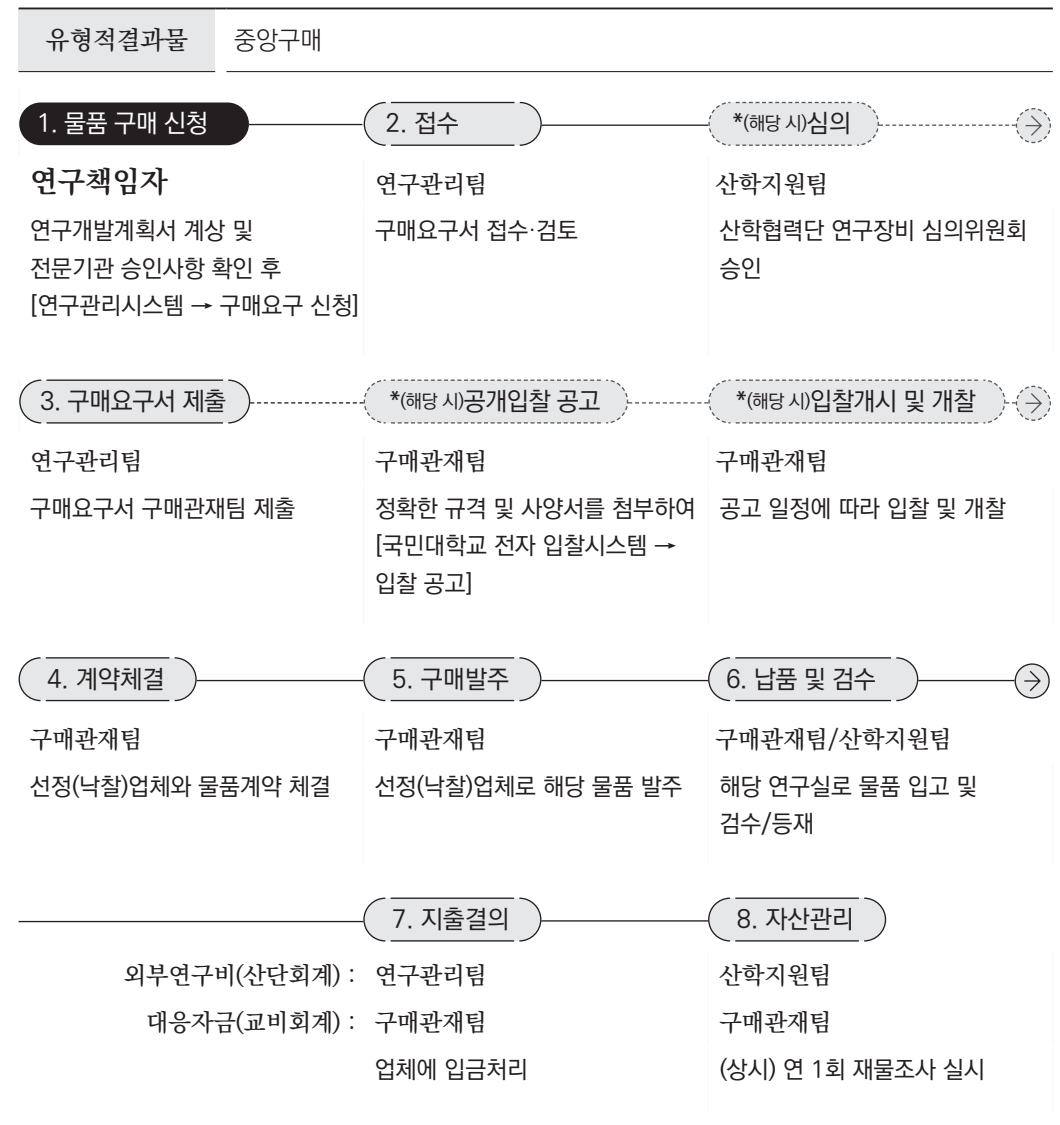 유형적결과물 중앙구매
1. 물품 구매 신청 2. 접수 *(해당 시)심의
연구책임자 연구관리팀 산학지원팀
연구개발계획서 계상 및 구매요구서 접수·검토 산학협력단 연구장비 심의위원회
전문기관 승인사항 확인 후 승인
[연구관리시스템 → 구매요구 신청]
3. 구매요구서 제출 *(해당 시)공개입찰 공고 *(해당 시)입찰개시 및 개찰
연구관리팀 구매관재팀 구매관재팀
구매요구서 구매관재팀 제출 정확한 규격 및 사양서를 첨부하여 공고 일정에 따라 입찰 및 개찰
[국민대학교 전자 입찰시스템 →
입찰 공고]
4. 계약체결 5. 구매발주 6. 납품 및 검수
구매관재팀 구매관재팀 구매관재팀/산학지원팀
선정(낙찰)업체와 물품계약 체결 선정(낙찰)업체로 해당 물품 발주 해당 연구실로 물품 입고 및
검수/등재
7. 지출결의 8. 자산관리
외부연구비(산단회계) : 연구관리팀 산학지원팀
대응자금(교비회계) : 구매관재팀 구매관재팀
업체에 입금처리 (상시) 연 1회 재물조사 실시